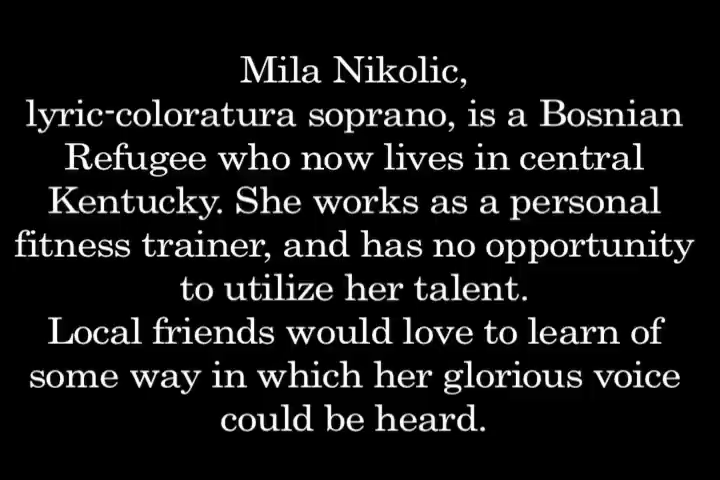 Mila Nikolic,
lyric-coloratura soprano, is a Bosnian
Refugee who now lives in central
Kentucky. She works as a personal
fitness trainer, and has no opportunity
to utilize her talent.
Local friends would love to learn of
some way in which her glorious voice
could be heard.